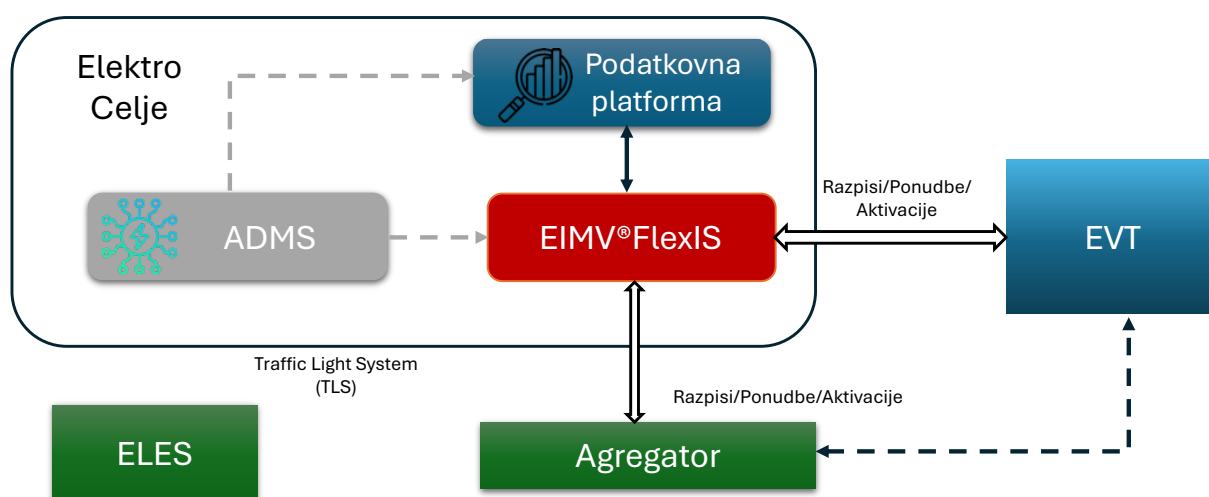 Elektro
Celje
Podatkovna
platforma
ADMS
EIMV®FlexIS
Razpisi/Ponudbe/
Aktivacije
EVT
Traffic Light System
(TLS)
Razpisi/Ponudbe/Aktivacije
ELES
Agregator